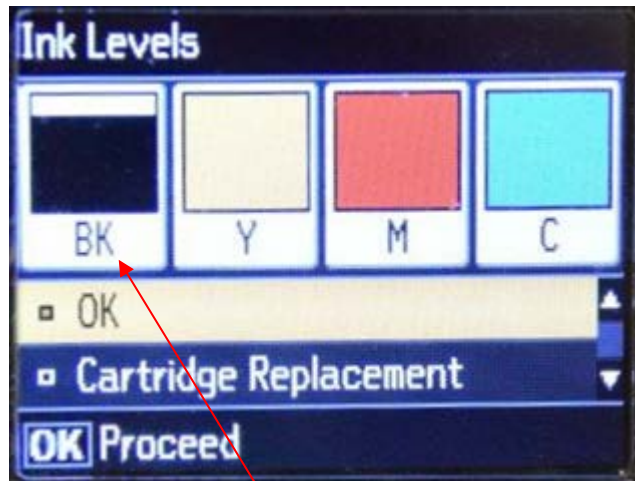 Ink Levels
BK Y M C
OK
Cartridge Replacement
OK Proceed